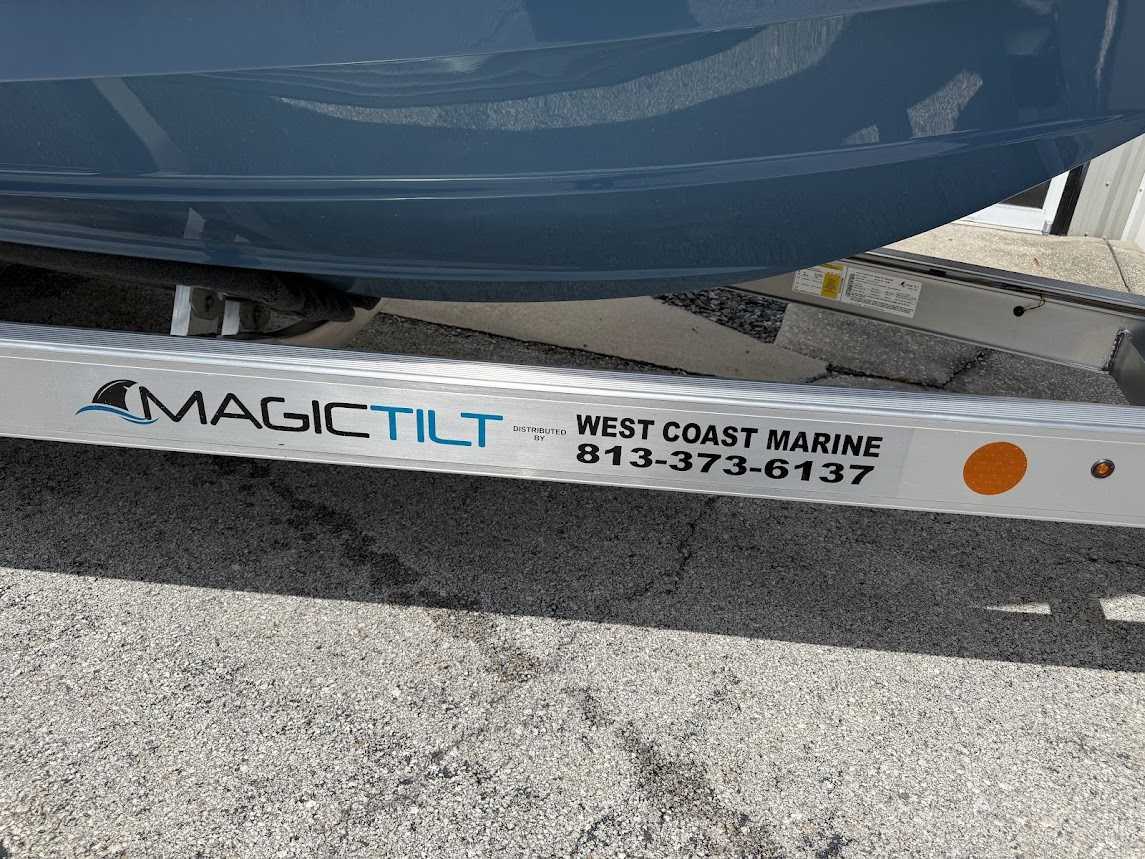 MAGICTILT
DISTRIBUTED
BY
WEST COAST MARINE
813-373-6137